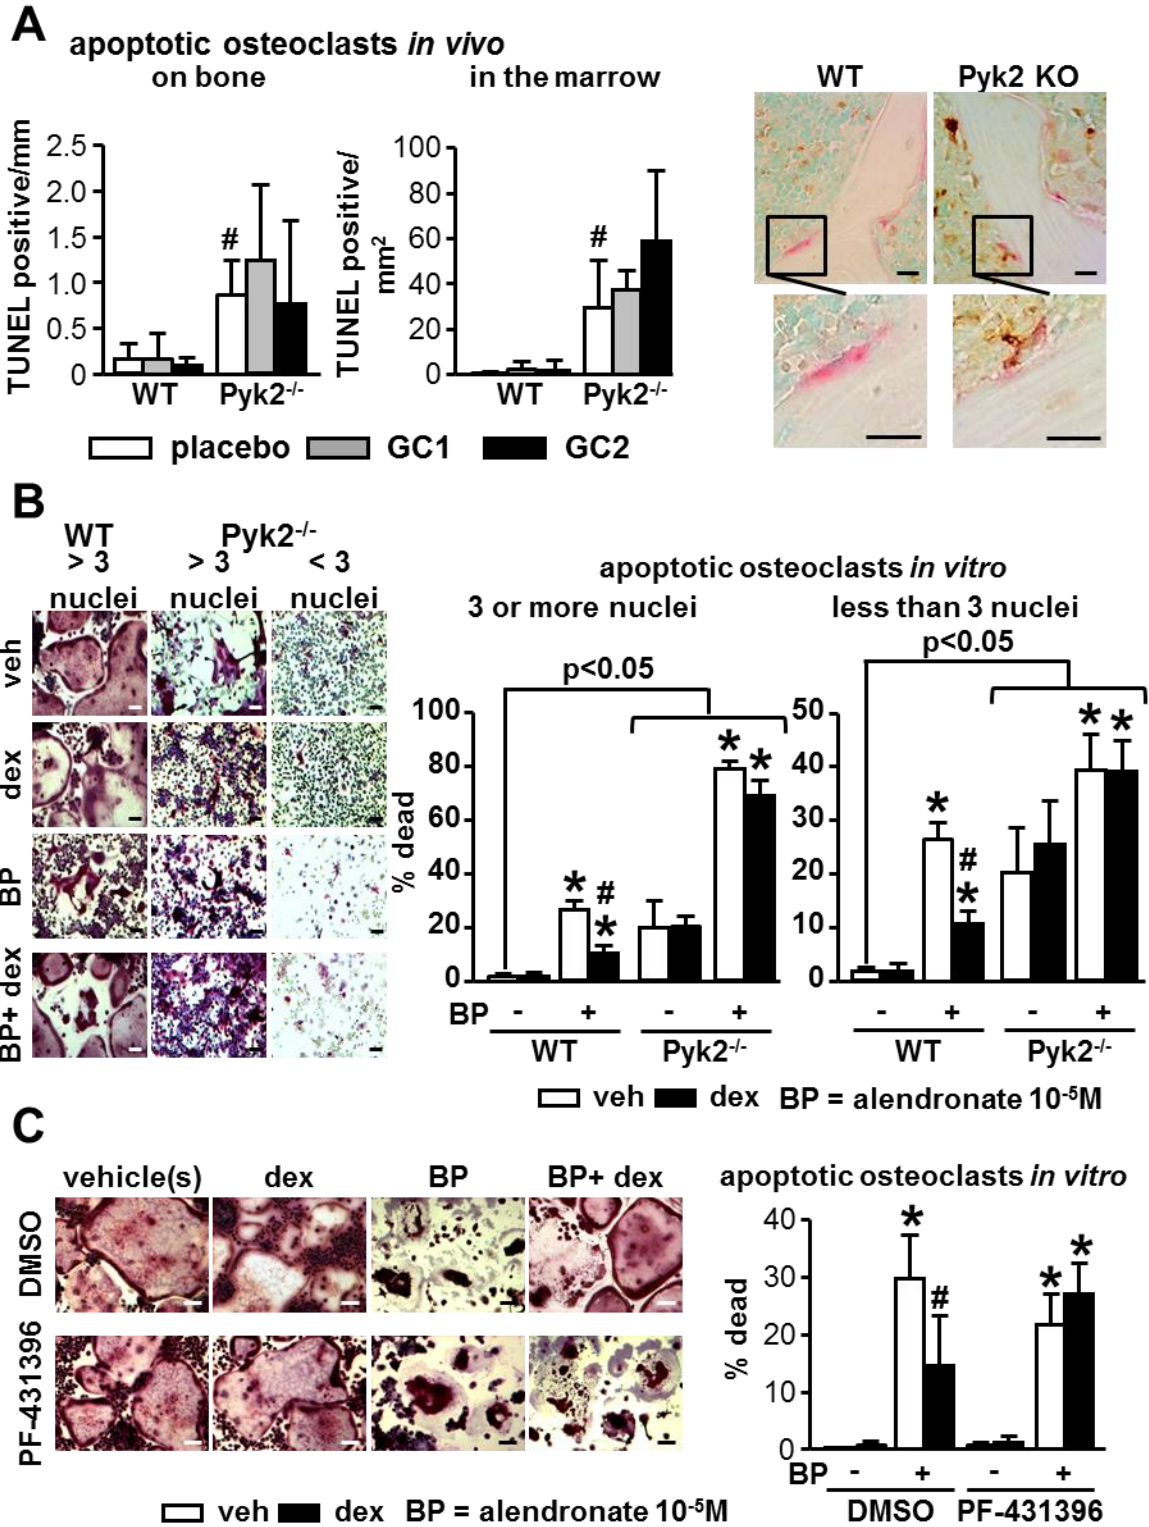 A
apoptotic osteoclasts in vivo
on bone
in the marrow
WT
Pyk2 KO
TUNEL positive/mm
2.5
2.0
1.5
1.0
0.5
0
#
WT
Pyk2-/-
TUNEL positive/
mm2
100
80
60
40
20
0
#
WT
Pyk2-/-
placebo
GC1
GC2
B
WT
Pyk2-/-
> 3
nuclei
> 3
nuclei
< 3
nuclei
veh
dex
BP
BP+ dex
apoptotic osteoclasts in vitro
3 or more nuclei
less than 3 nuclei
p<0.05
p<0.05
% dead
100
80
60
40
20
0
* # * * *
BP - + - +
WT
Pyk2-/-
50
40
30
20
10
0
* # * * *
- + - +
WT
Pyk2-/-
veh dex BP = alendronate 10-5M
C
vehicle(s)
dex
BP
BP+ dex
DMSO
PF-431396
apoptotic osteoclasts in vitro
% dead
40
30
20
10
0
* # * *
BP - + - +
DMSO
PF-431396
veh dex BP = alendronate 10-5M